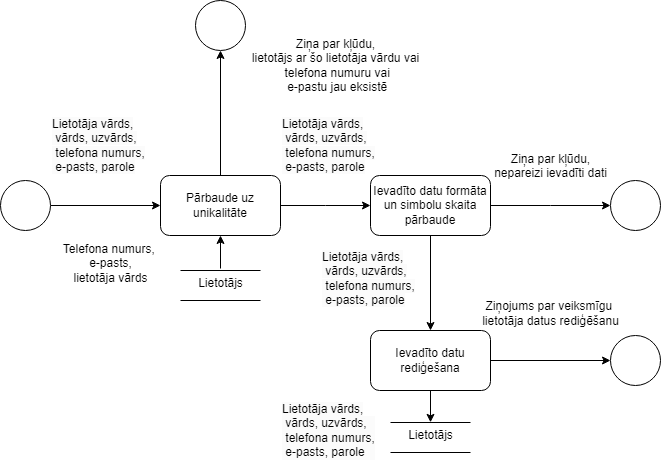 Ziņa par kļūdu,
lietotājs ar šo lietotāja vārdu vai
telefona numuru vai
e-pastu jau eksistē
Lietotāja vārds,
vārds, uzvārds,
telefona numurs,
e-pasts, parole
Lietotāja vārds,
vārds, uzvārds,
telefona numurs,
e-pasts, parole
Ziņa par kļūdu,
nepareizi ievadīti dati
Pārbaude uz
unikalitāte
Ievadīto datu formāta
un simbolu skaita
pārbaude
Telefona numurs,
e-pasts,
lietotāja vārds
Lietotājs
Lietotāja vārds,
vārds, uzvārds,
telefona numurs,
e-pasts, parole
Ziņojums par veiksmīgu
lietotāja datus rediģēšanu
Ievadīto datu
rediģešana
Lietotāja vārds,
vārds, uzvārds,
telefona numurs,
e-pasts, parole
Lietotājs